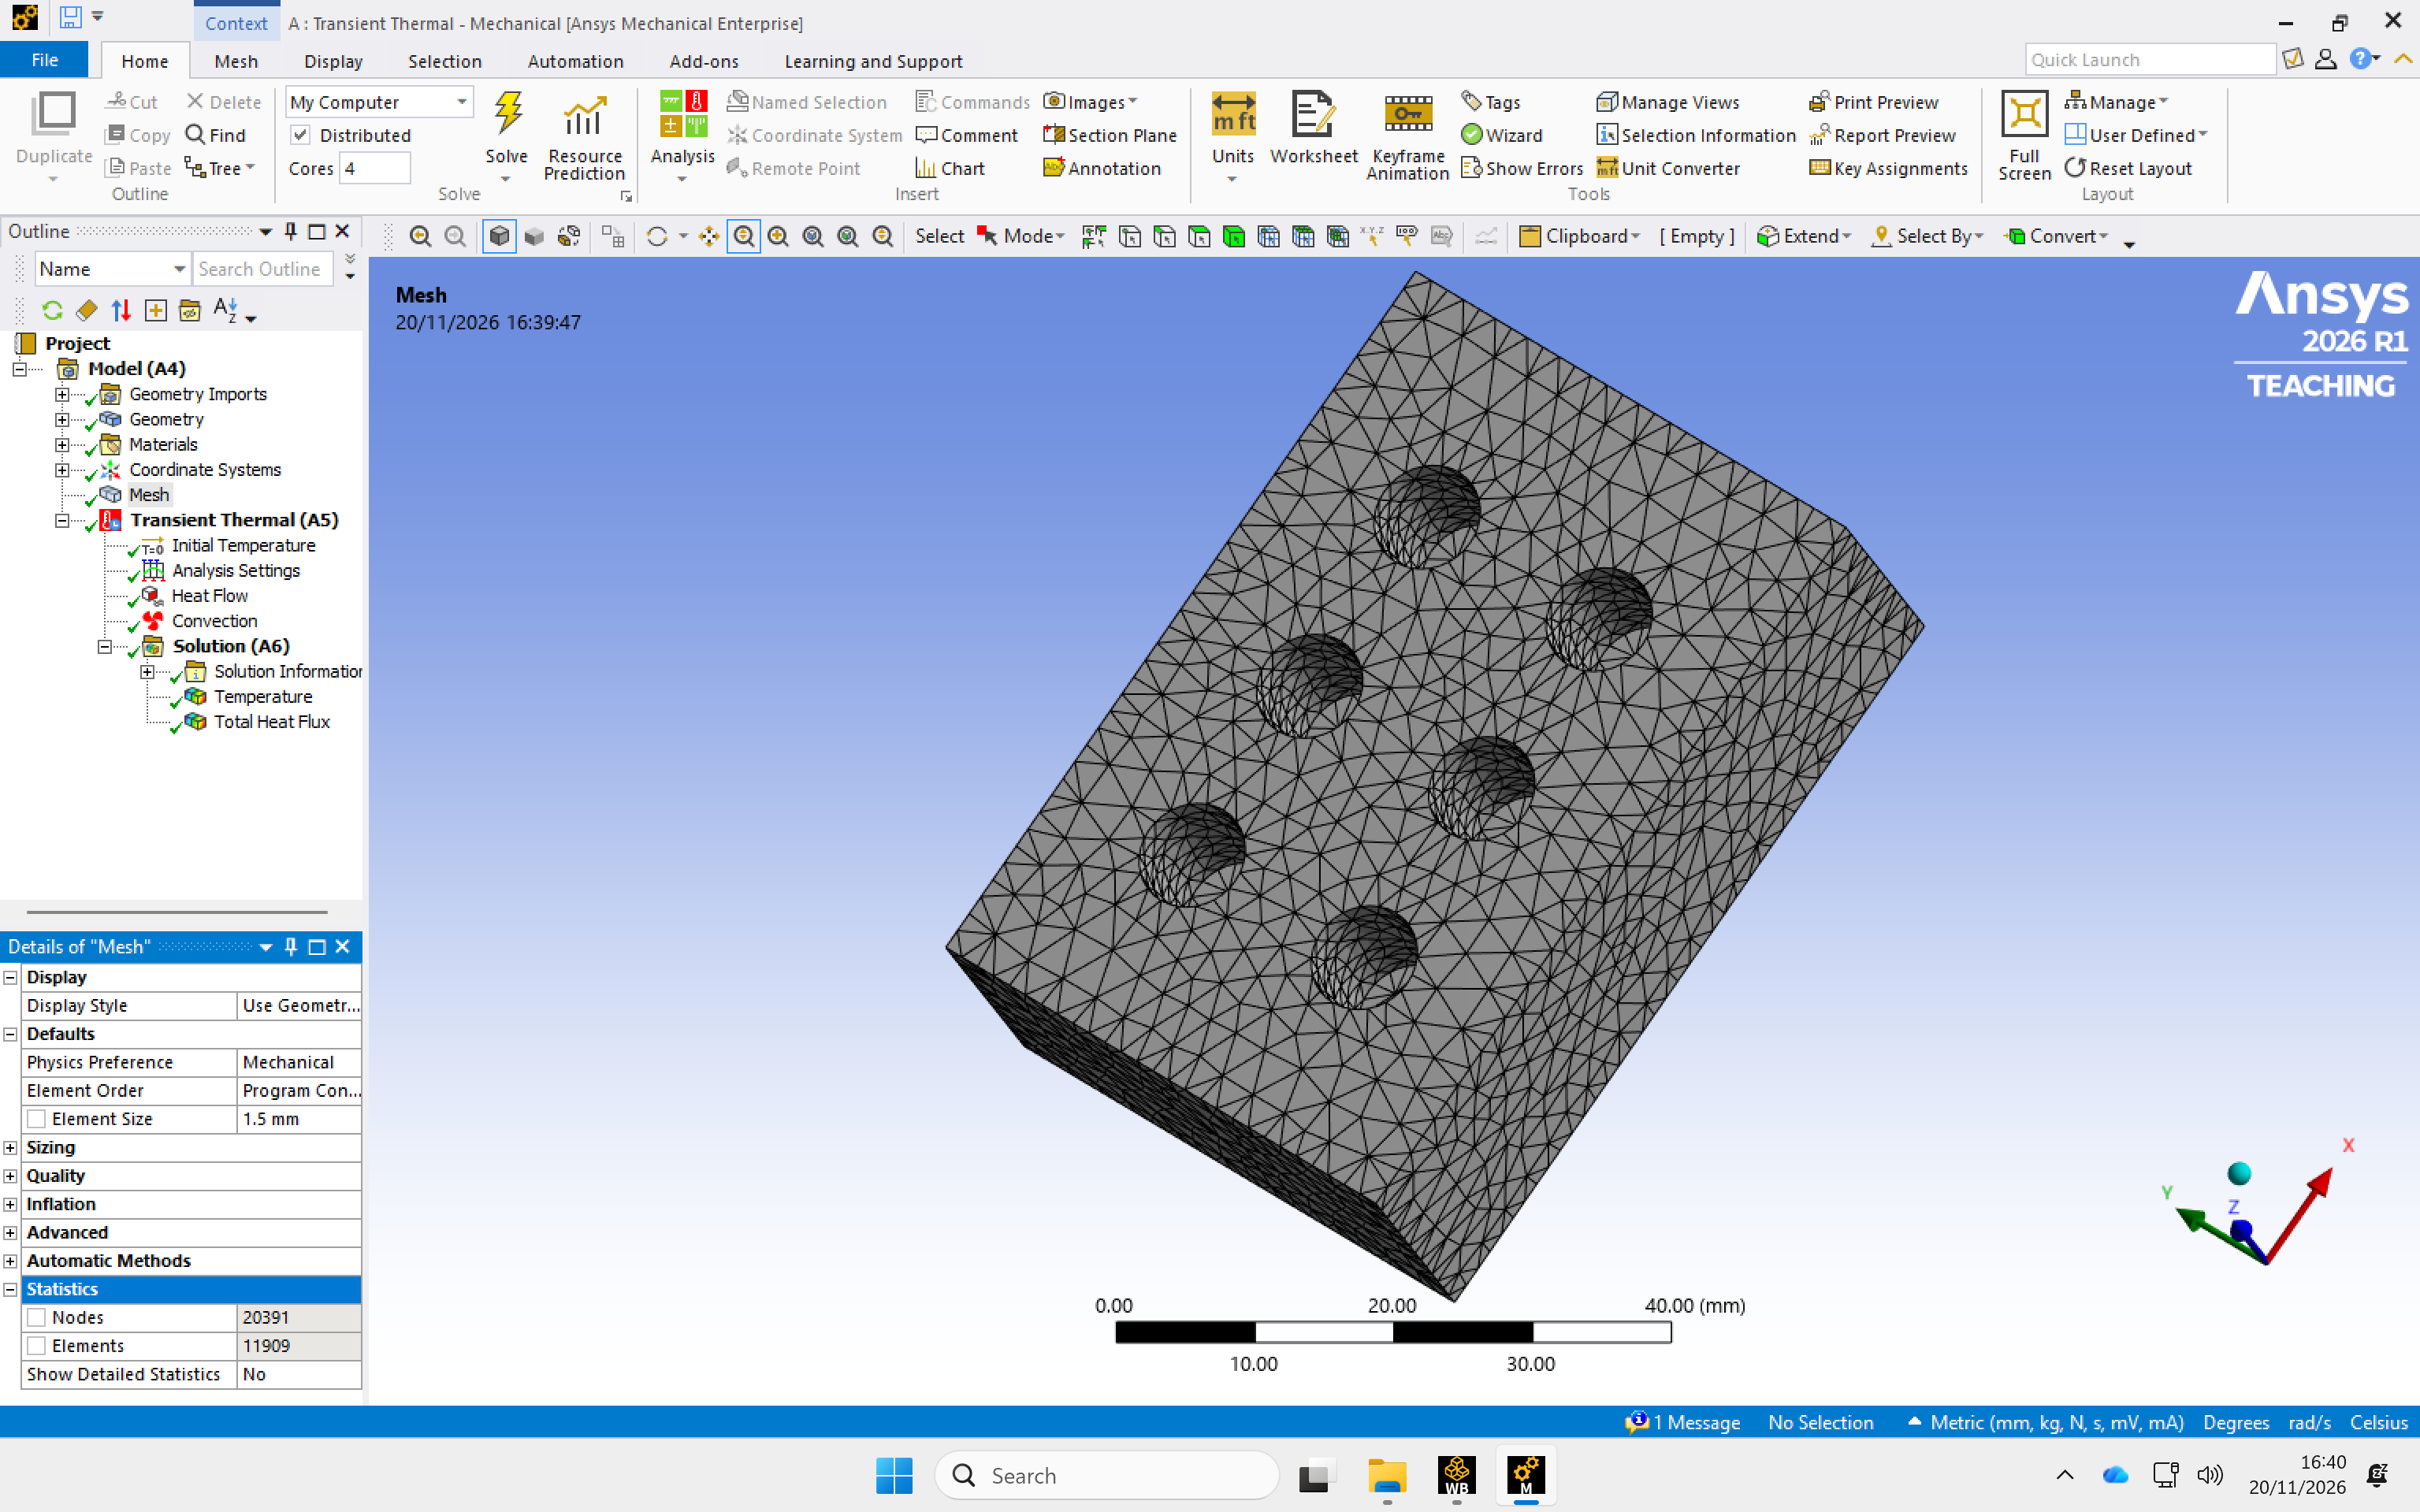 Context A : Transient Thermal - Mechanical [Ansys Mechanical Enterprise]
File Home Mesh Display Selection Automation Add-ons Learning and Support Quick Launch
Duplicate Cut Copy Paste Delete Find Tree
Outline
My Computer
Distributed
Cores 4
Solve Resource Prediction
Solve
Analysis Named Selection Coordinate System Remote Point Commands Comment Chart Images Section Plane Annotation
Insert
Units Worksheet Keyframe Animation Tags Wizard Show Errors Manage Views Selection Information Unit Converter Print Preview Report Preview Key Assignments
Tools
Full Screen Manage User Defined Reset Layout
Layout
Outline
Name Search Outline
Select Mode Clipboard [ Empty ] Extend Select By Convert
Project
Model (A4)
Geometry Imports
Geometry
Materials
Coordinate Systems
Mesh
Transient Thermal (A5)
Initial Temperature
Analysis Settings
Heat Flow
Convection
Solution (A6)
Solution Information
Temperature
Total Heat Flux
Details of "Mesh"
Display
Display Style Use Geometr...
Defaults
Physics Preference Mechanical
Element Order Program Con...
Element Size 1.5 mm
Sizing
Quality
Inflation
Advanced
Automatic Methods
Statistics
Nodes 20391
Elements 11909
Show Detailed Statistics No
Mesh
20/11/2026 16:39:47
Ansys
2026 R1
TEACHING
X
Y
Z
0.00 20.00 40.00 (mm)
10.00 30.00
1 Message No Selection Metric (mm, kg, N, s, mV, mA) Degrees rad/s Celsius
Search
WB
M
16:40
20/11/2026